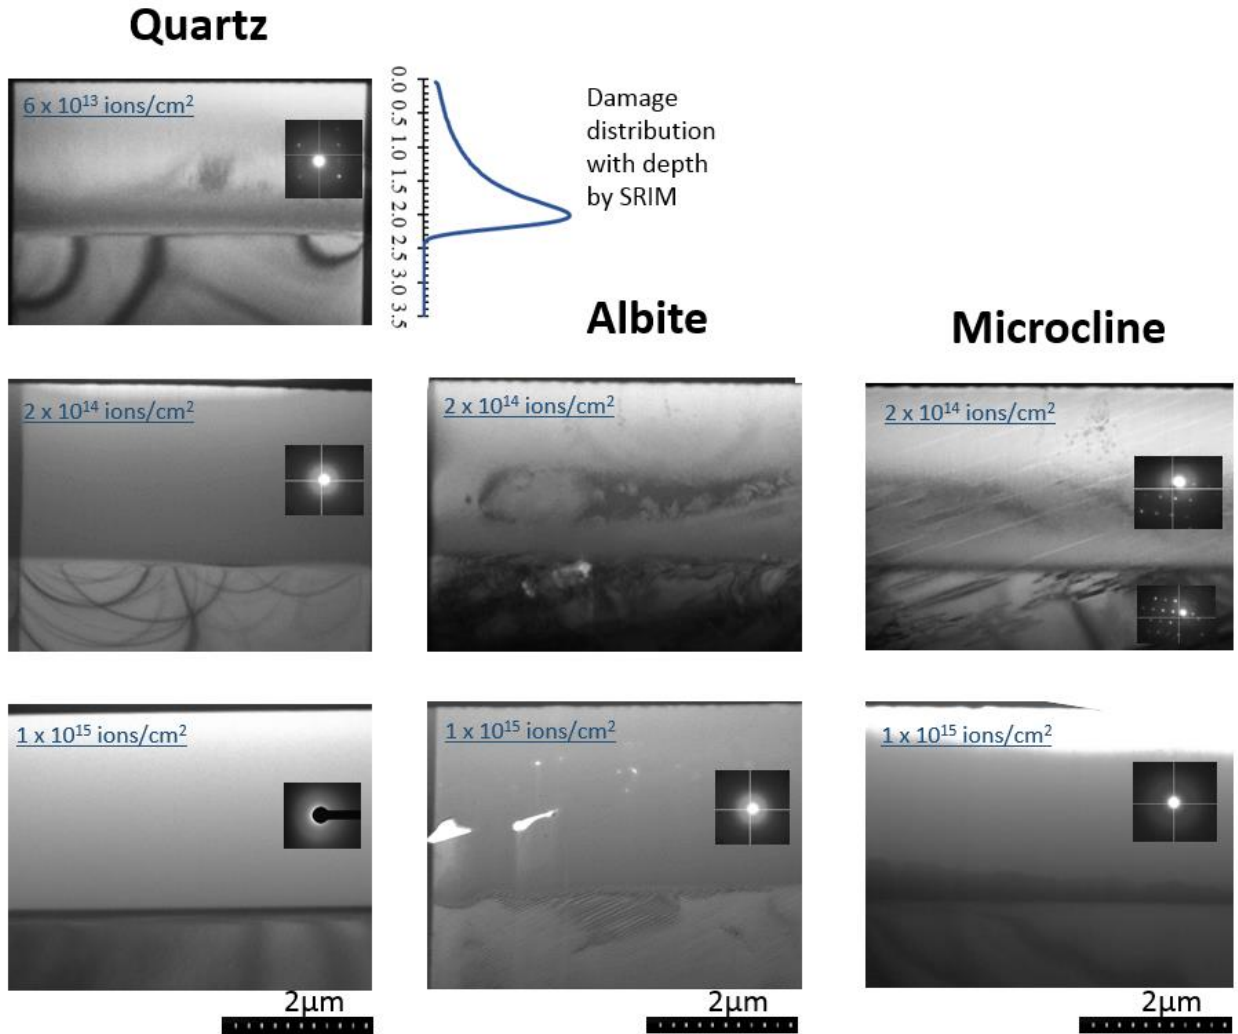 Quartz
6 x 10¹³ ions/cm²
0.0 0.5 1.0 1.5 2.0 2.5 3.0 3.5
Damage
distribution
with depth
by SRIM
Albite
Microcline
2 x 10¹⁴ ions/cm²
2 x 10¹⁴ ions/cm²
2 x 10¹⁴ ions/cm²
1 x 10¹⁵ ions/cm²
1 x 10¹⁵ ions/cm²
1 x 10¹⁵ ions/cm²
2µm
2µm
2µm